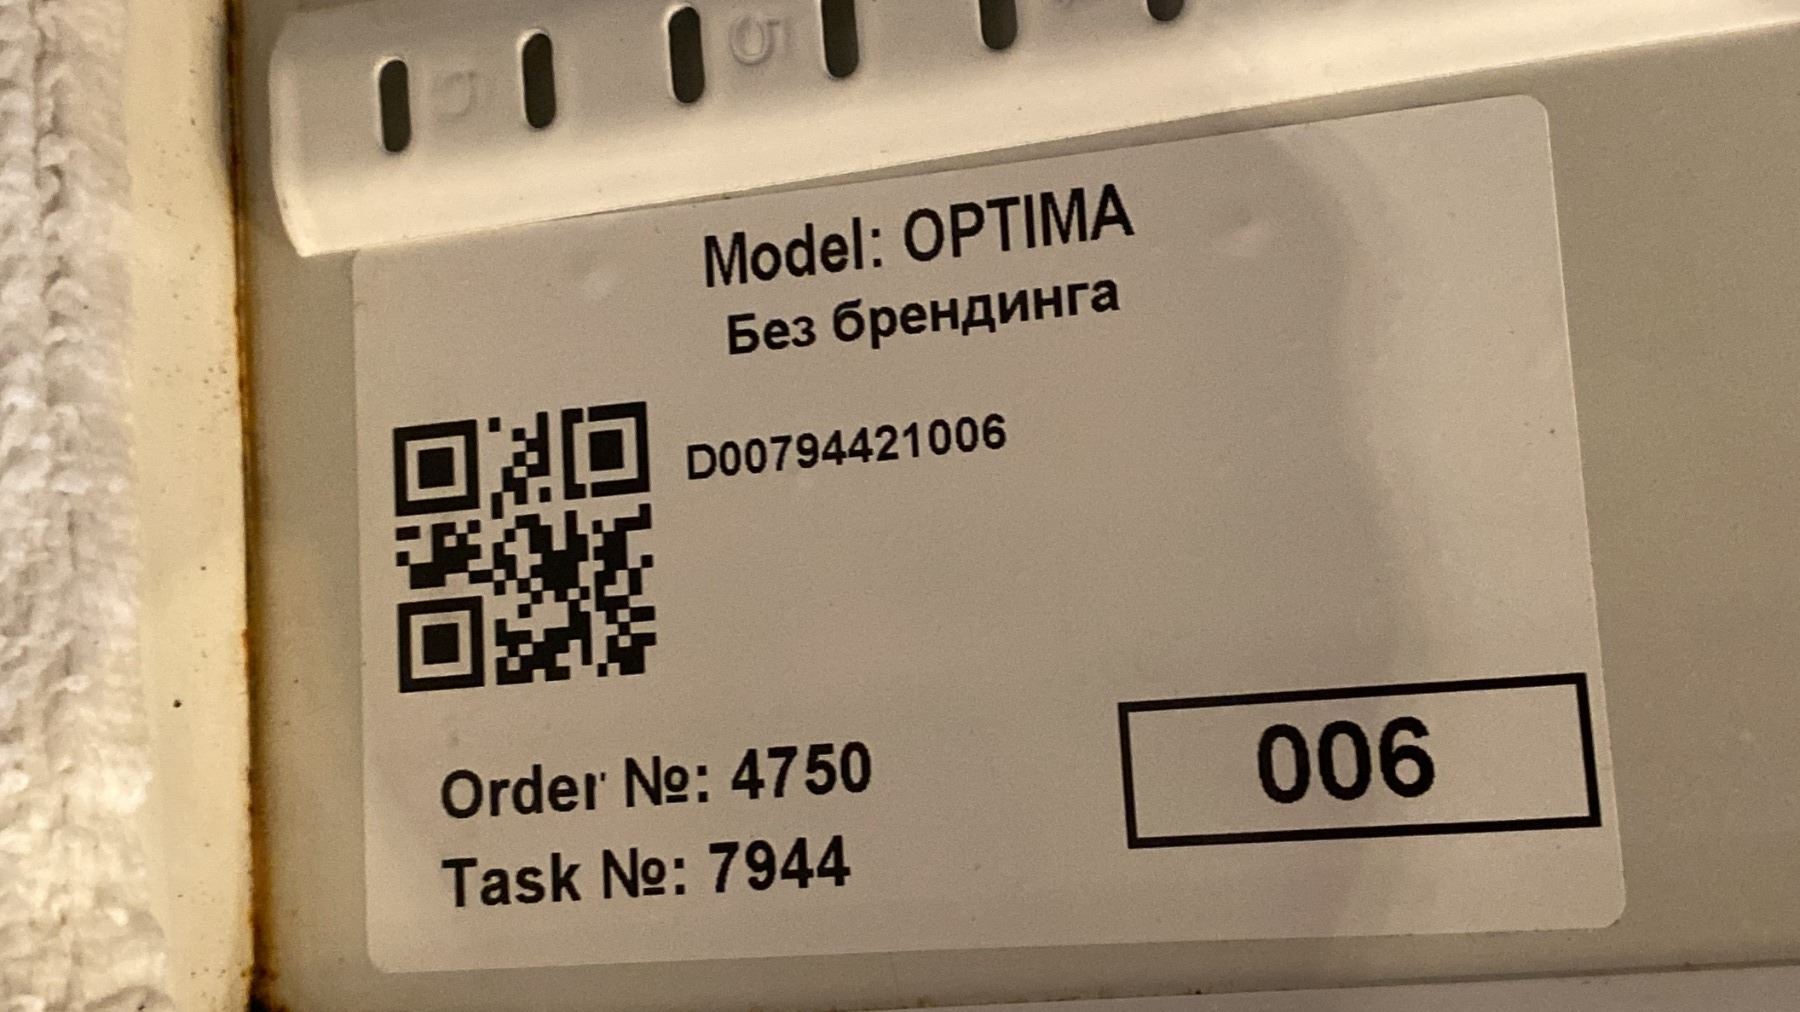 Model: OPTIMA
Без брендинга
D00794421006
Order №: 4750
Task №: 7944
006